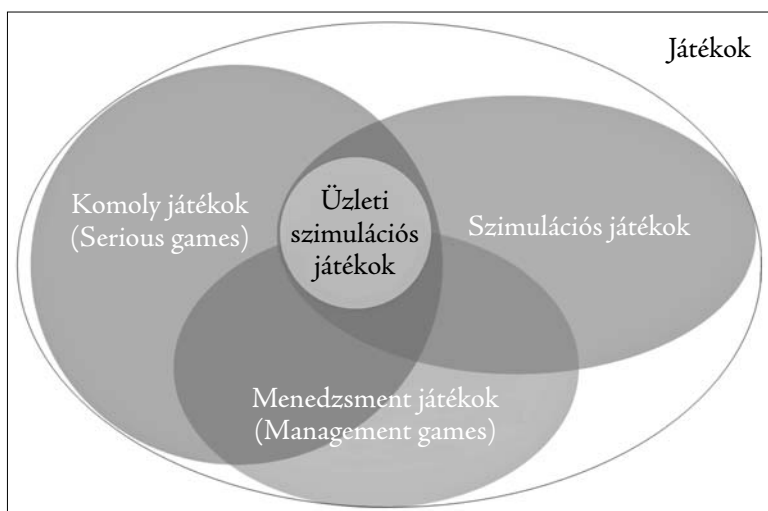 Játékok
Komoly játékok
(Serious games)
Üzleti
szimulációs
játékok
Szimulációs játékok
Menedzsment játékok
(Management games)